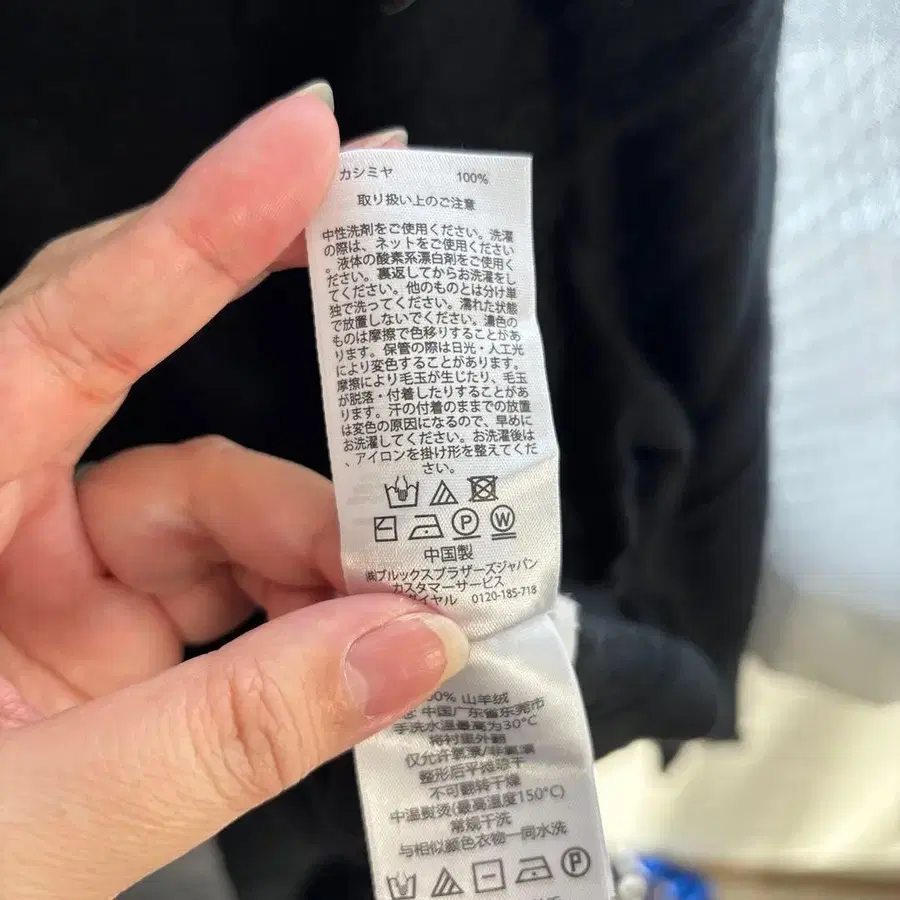 カシミヤ 100%
取り扱い上のご注意
中性洗剤をご使用ください。洗濯
の際は、ネットをご使用ください
。液体の酸素系漂白剤をご使用く
ださい。裏返してからお洗濯をし
てください。他のものとは分け単
独で洗ってください。濡れた状態
で放置しないでください。濃色の
ものは摩擦で色移りすることがあ
ります。保管の際は日光・人工光
により変色することがあります。
摩擦により毛玉が生じたり、毛玉
が脱落・付着したりすることがあ
ります。汗の付着のままでの放置
は変色の原因になるので、早めに
お洗濯してください。お洗濯後は
、アイロンを掛け形を整えてくだ
さい。
P W
中国製
㈱ブルックスブラザーズジャパン
カスタマーサービス
ダイヤル 0120-185-718
0% 山羊绒
中国广东省东莞市
手洗水温最高为30°C
将衬里外翻
仅允许氧漂/非氯漂
整形后平摊晾干
不可翻转干燥
中温熨烫(最高温度150°C)
常规干洗
与相似颜色衣物一同水洗
P